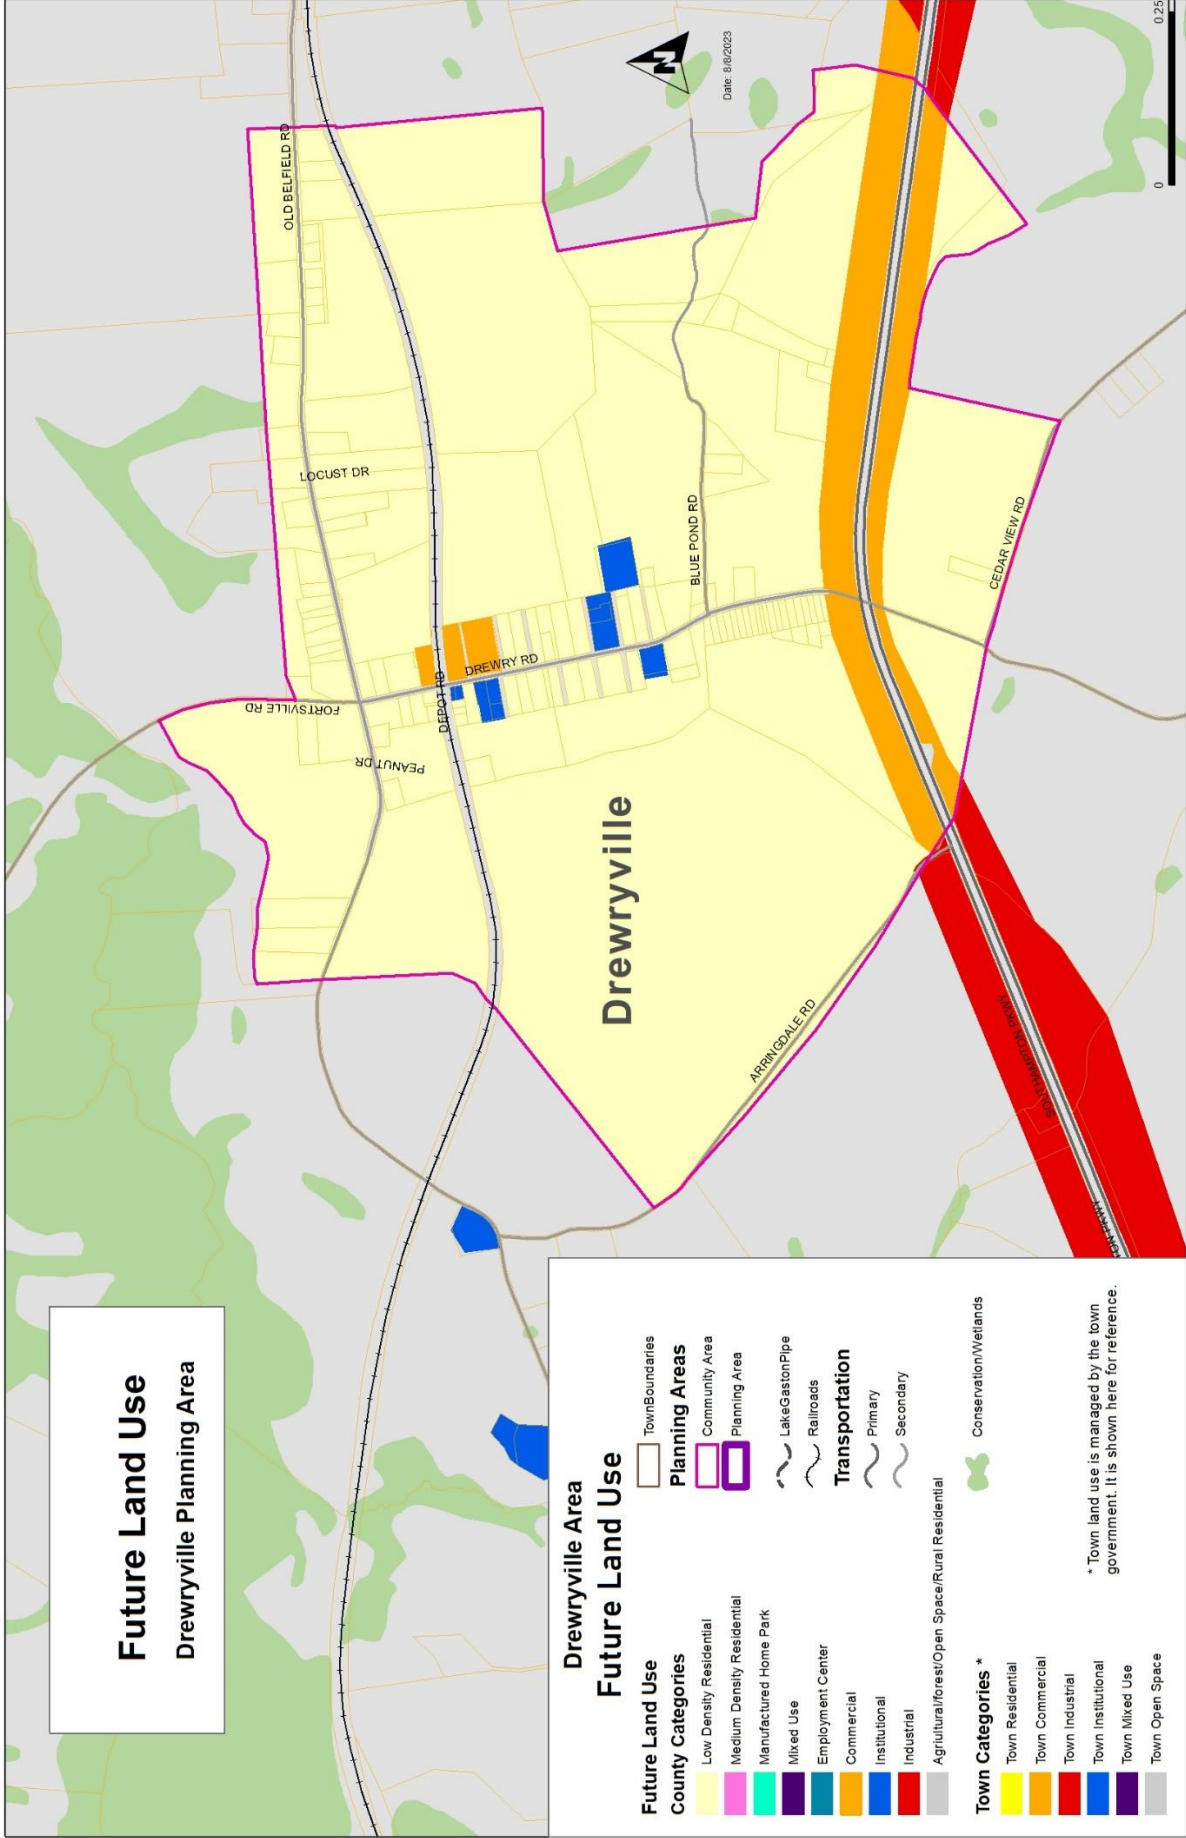 Future Land Use
Drewryville Planning Area
Drewryville Area
Future Land Use
Future Land Use
County Categories
Low Density Residential
Medium Density Residential
Manufactured Home Park
Mixed Use
Employment Center
Commercial
Institutional
Industrial
Agriultural/forest/Open Space/Rural Residential
Town Categories *
Town Residential
Town Commercial
Town Industrial
Town Institutional
Town Mixed Use
Town Open Space
TownBoundaries
Planning Areas
Community Area
Planning Area
LakeGastonPipe
Railroads
Transportation
Primary
Secondary
Conservation/Wetlands
* Town land use is managed by the town
government. It is shown here for reference.
FORTSVILLE RD
PEANUT DR
LOCUST DR
OLD BELFIELD RD
DEPOT RD
DREWRY RD
Drewryville
BLUE POND RD
ARRINGDALE RD
CEDAR VIEW RD
SOUTHAMPTON PKWY
TON PKWY
N
Date: 8/8/2023
0
0.25